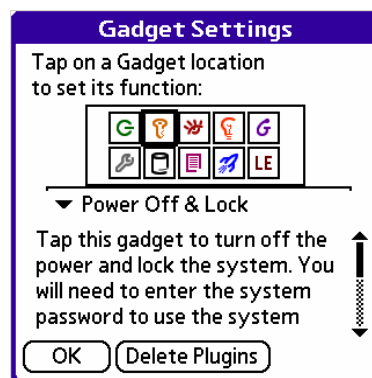 Gadget Settings
Tap on a Gadget location
to set its function:
LE
Power Off & Lock
Tap this gadget to turn off the
power and lock the system. You
will need to enter the system
password to use the system
OK Delete Plugins